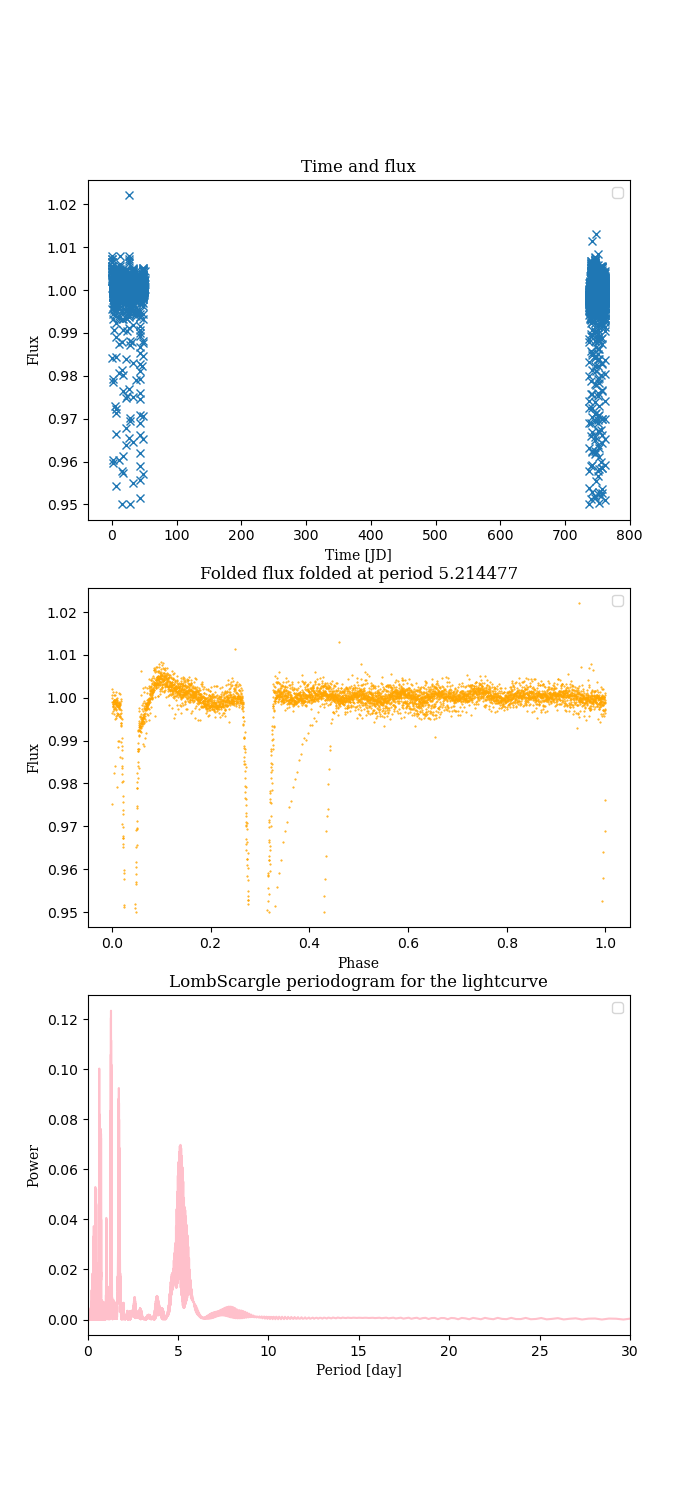 Time and flux
1.02
1.01
1.00
0.99
0.98
0.97
0.96
0.95
Flux
0 100 200 300 400 500 600 700 800
Time [JD]
Folded flux folded at period 5.214477
1.02
1.01
1.00
0.99
0.98
0.97
0.96
0.95
Flux
0.0 0.2 0.4 0.6 0.8 1.0
Phase
LombScargle periodogram for the lightcurve
0.12
0.10
0.08
0.06
0.04
0.02
0.00
Power
0 5 10 15 20 25 30
Period [day]